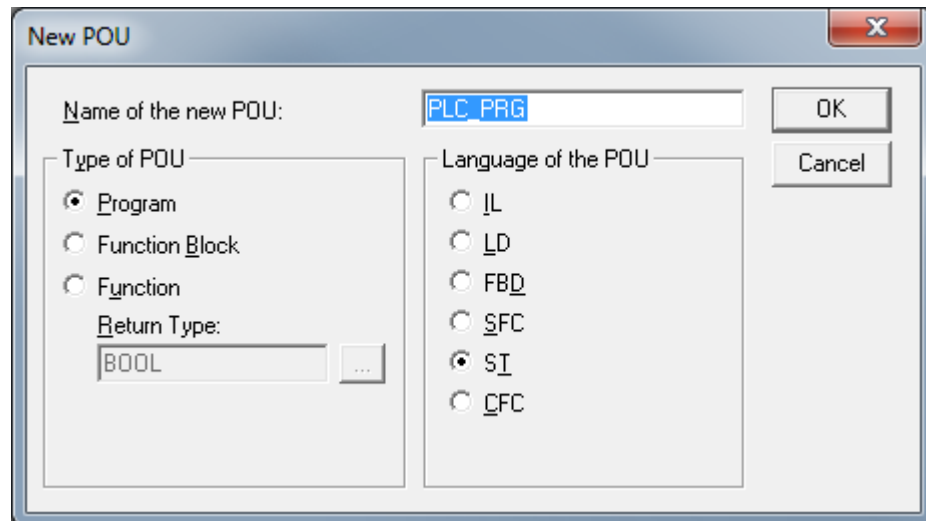 New POU
Name of the new POU:
PLC_PRG
OK
Cancel
Type of POU
Program
Function Block
Function
Return Type:
BOOL
...
Language of the POU
IL
LD
FBD
SFC
ST
CFC